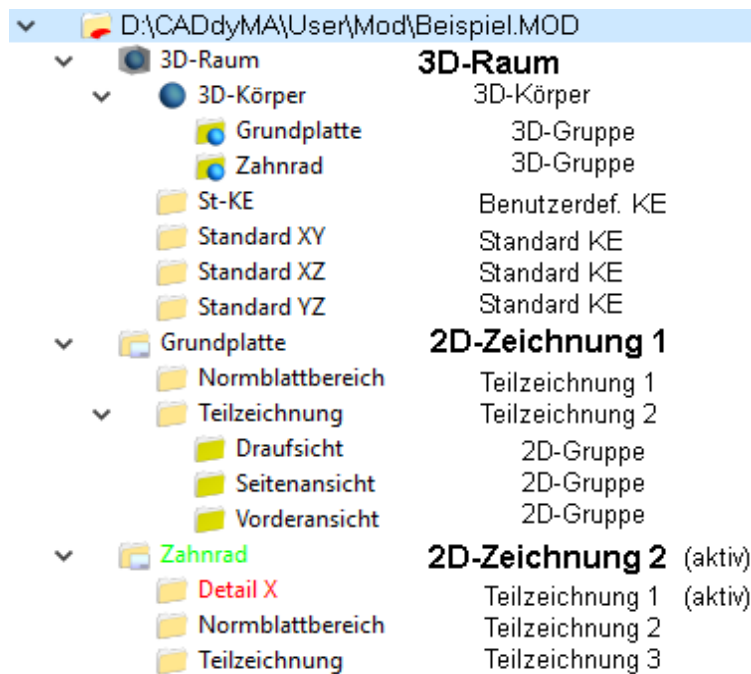 D:\CADdyMA\User\Mod\Beispiel.MOD
3D-Raum 3D-Raum
3D-Körper 3D-Körper
Grundplatte 3D-Gruppe
Zahnrad 3D-Gruppe
St-KE Benutzerdef. KE
Standard XY Standard KE
Standard XZ Standard KE
Standard YZ Standard KE
Grundplatte 2D-Zeichnung 1
Normblattbereich Teilzeichnung 1
Teilzeichnung Teilzeichnung 2
Draufsicht 2D-Gruppe
Seitenansicht 2D-Gruppe
Vorderansicht 2D-Gruppe
Zahnrad 2D-Zeichnung 2 (aktiv)
Detail X Teilzeichnung 1 (aktiv)
Normblattbereich Teilzeichnung 2
Teilzeichnung Teilzeichnung 3